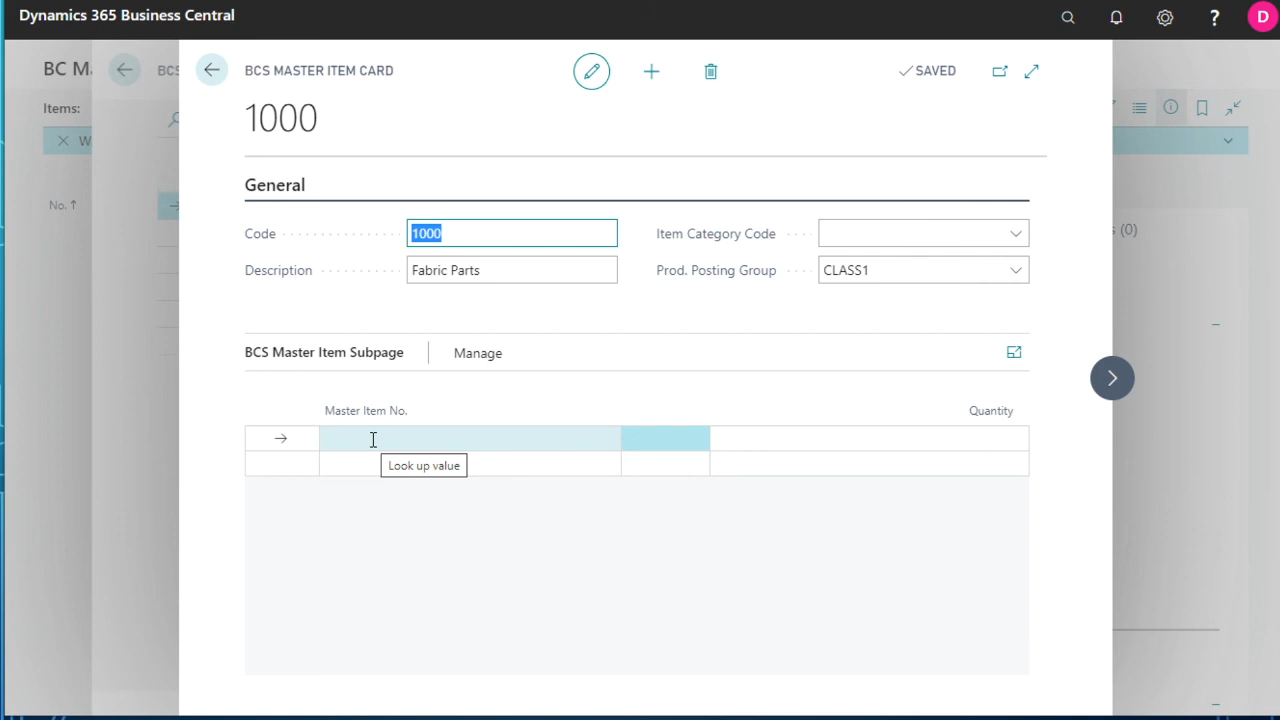 Dynamics 365 Business Central
?
D
BC M
BCS
BCS MASTER ITEM CARD
SAVED
1000
Items:
W
No. ↑
General
Code
1000
Item Category Code
Description
Fabric Parts
Prod. Posting Group
CLASS1
(0)
BCS Master Item Subpage
Manage
Master Item No.
Quantity
Look up value